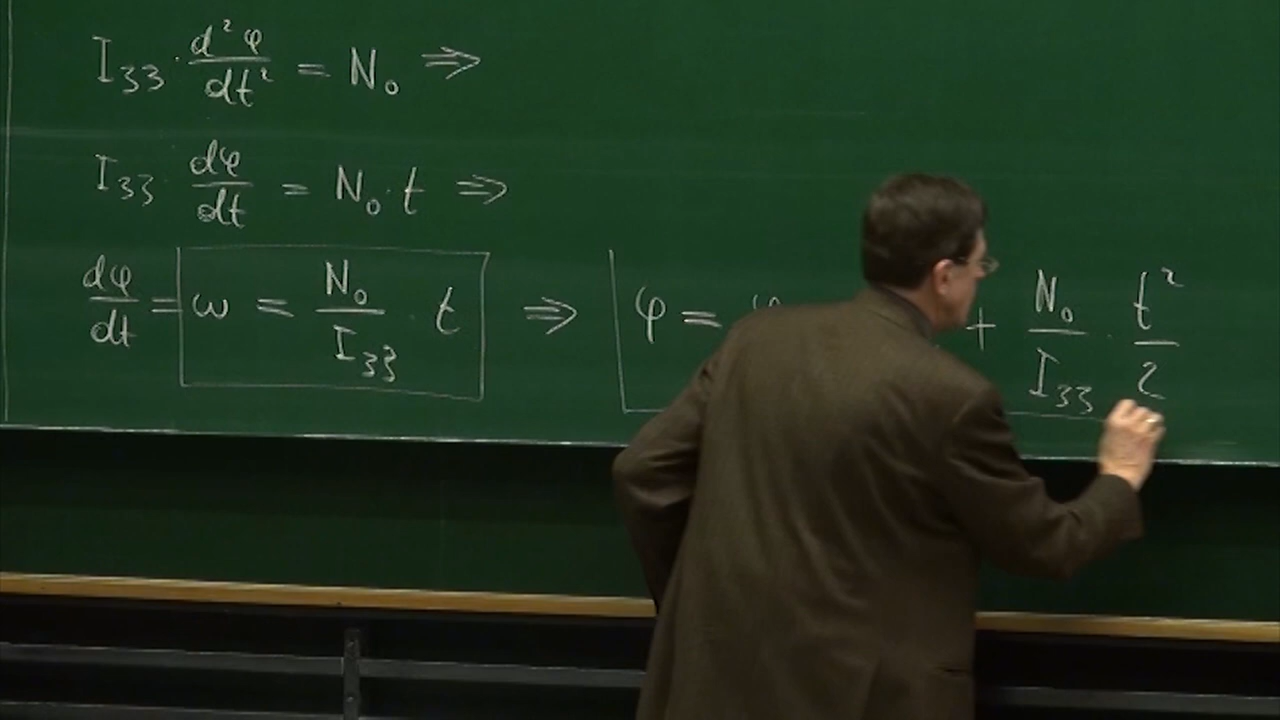 I₃₃ · d²φ/dt² = N₀ ⇒
I₃₃ dφ/dt = N₀ · t ⇒
dφ/dt = ω = N₀/I₃₃ · t ⇒ φ = + N₀/I₃₃ · t²/2